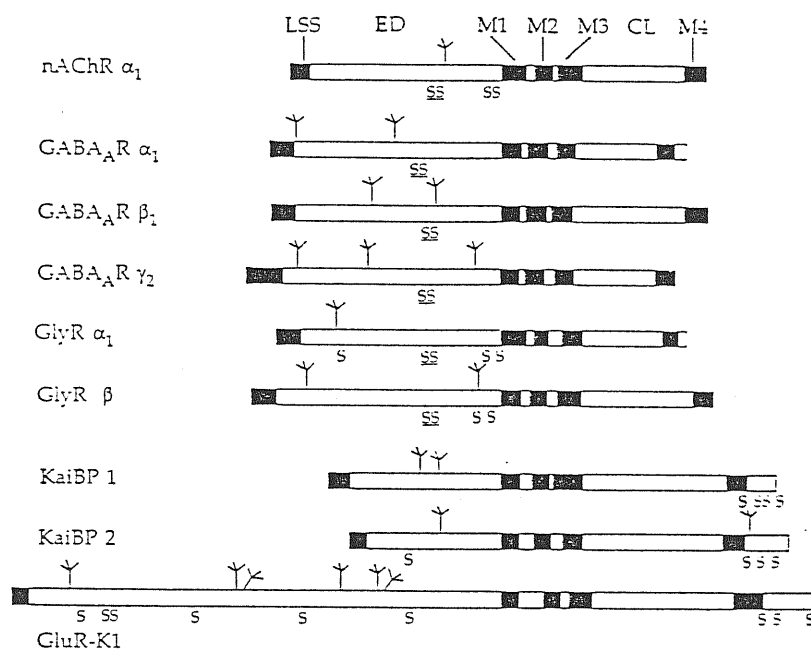 LSS ED M1 M2 M3 CL M4
nAChR α1
SS SS
GABAAR α1
SS
GABAAR β1
SS
GABAAR γ2
SS
GlyR α1
S SS S S
GlyR β
SS S S
KaiBP 1
S S S S
KaiBP 2
S S S S
S SS S S S S S S
GluR-K1